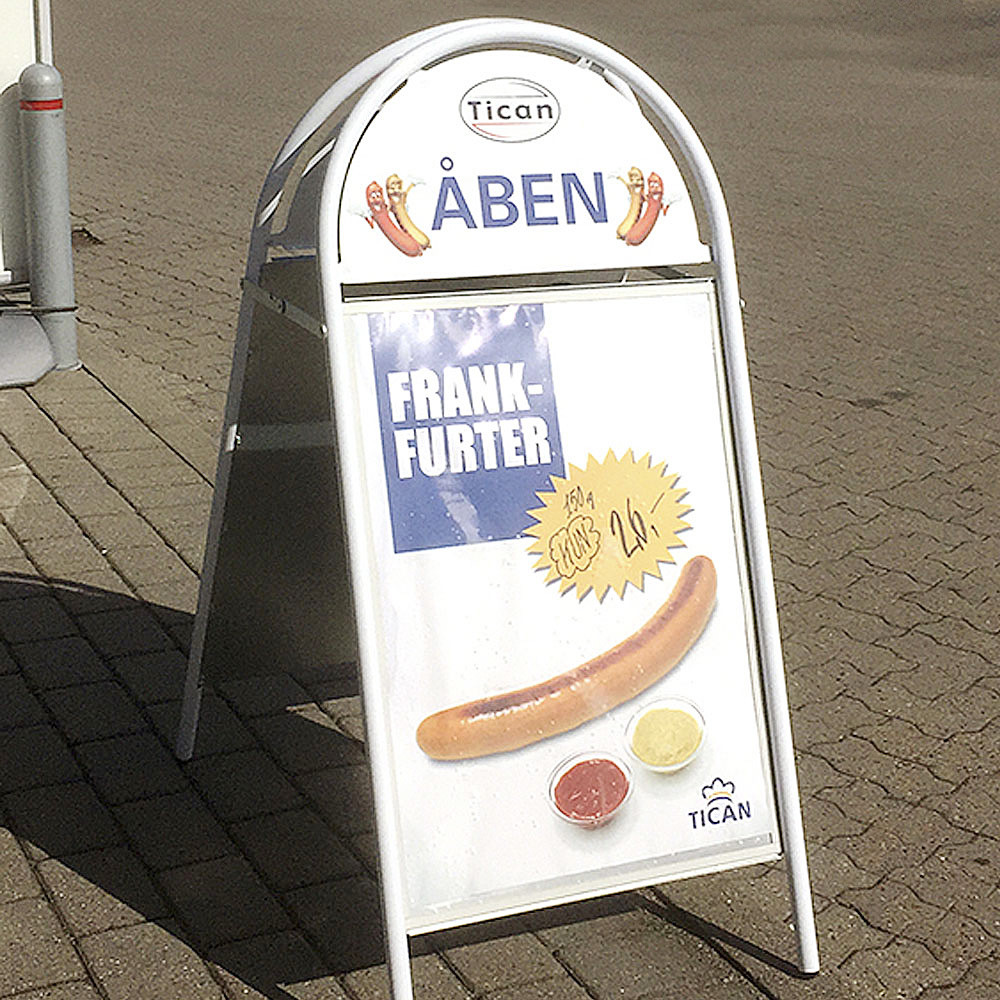 Tican
ÅBEN
FRANK-
FURTER
150 g
KUN
26,-
TICAN